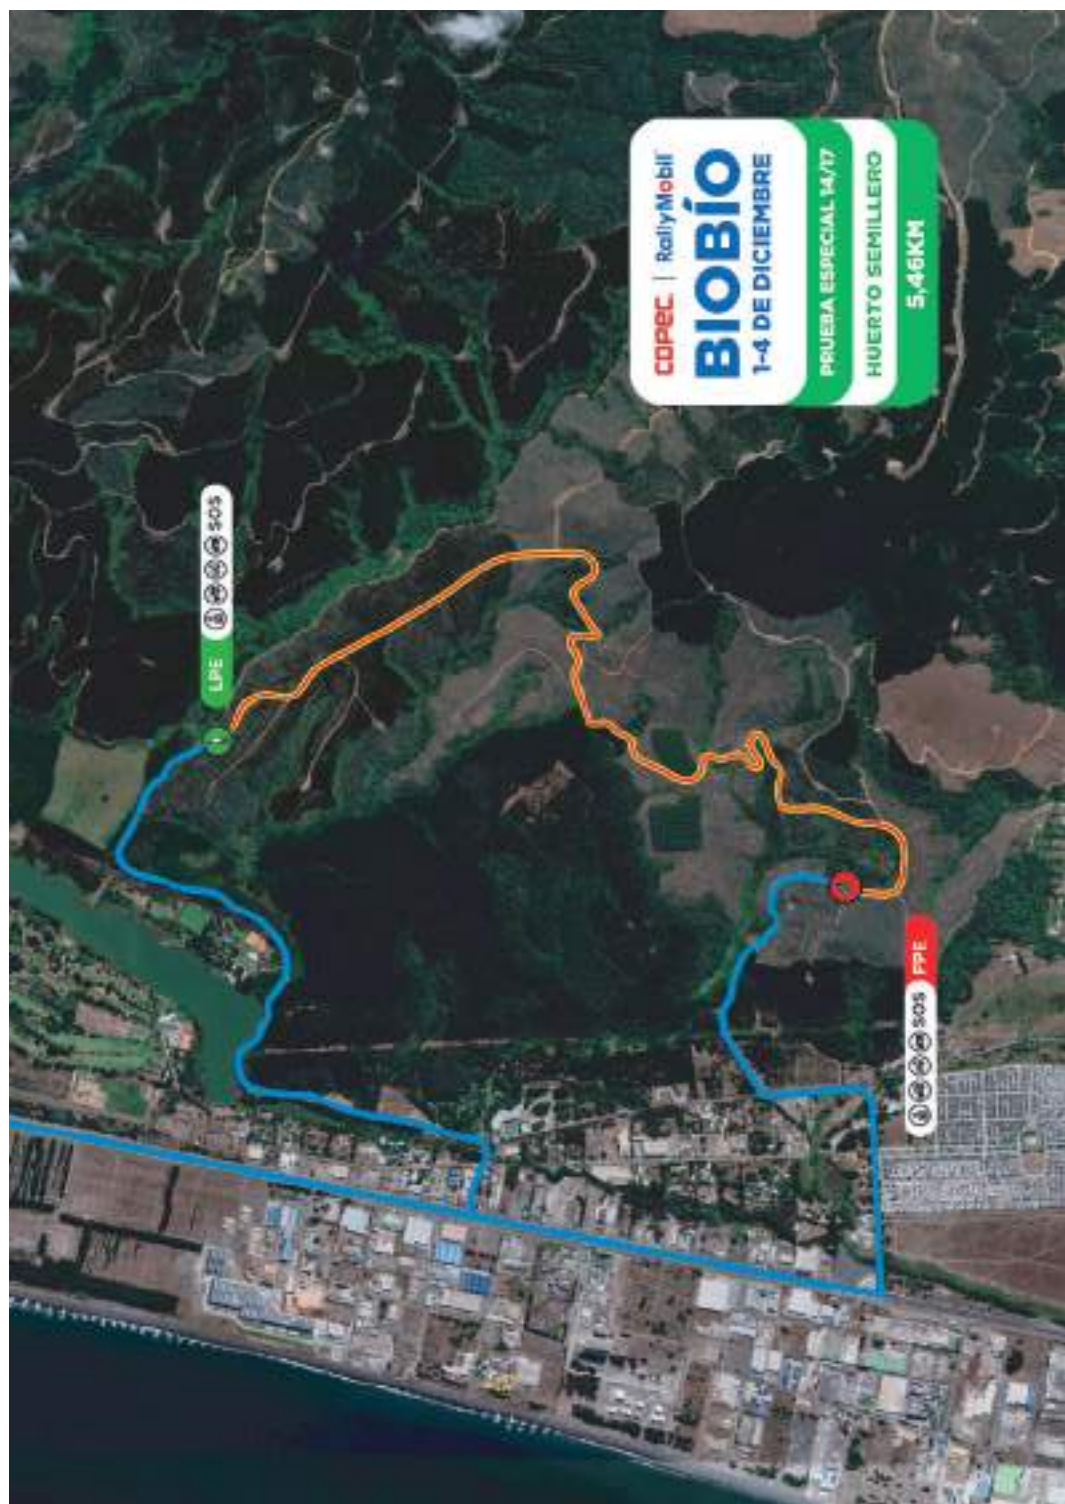 COPEC | RallyMobil
BIOBÍO
1-4 DE DICIEMBRE
PRUEBA ESPECIAL 14/17
HUERTO SEMILLERO
5,46KM
LPE SOS
SOS FPE